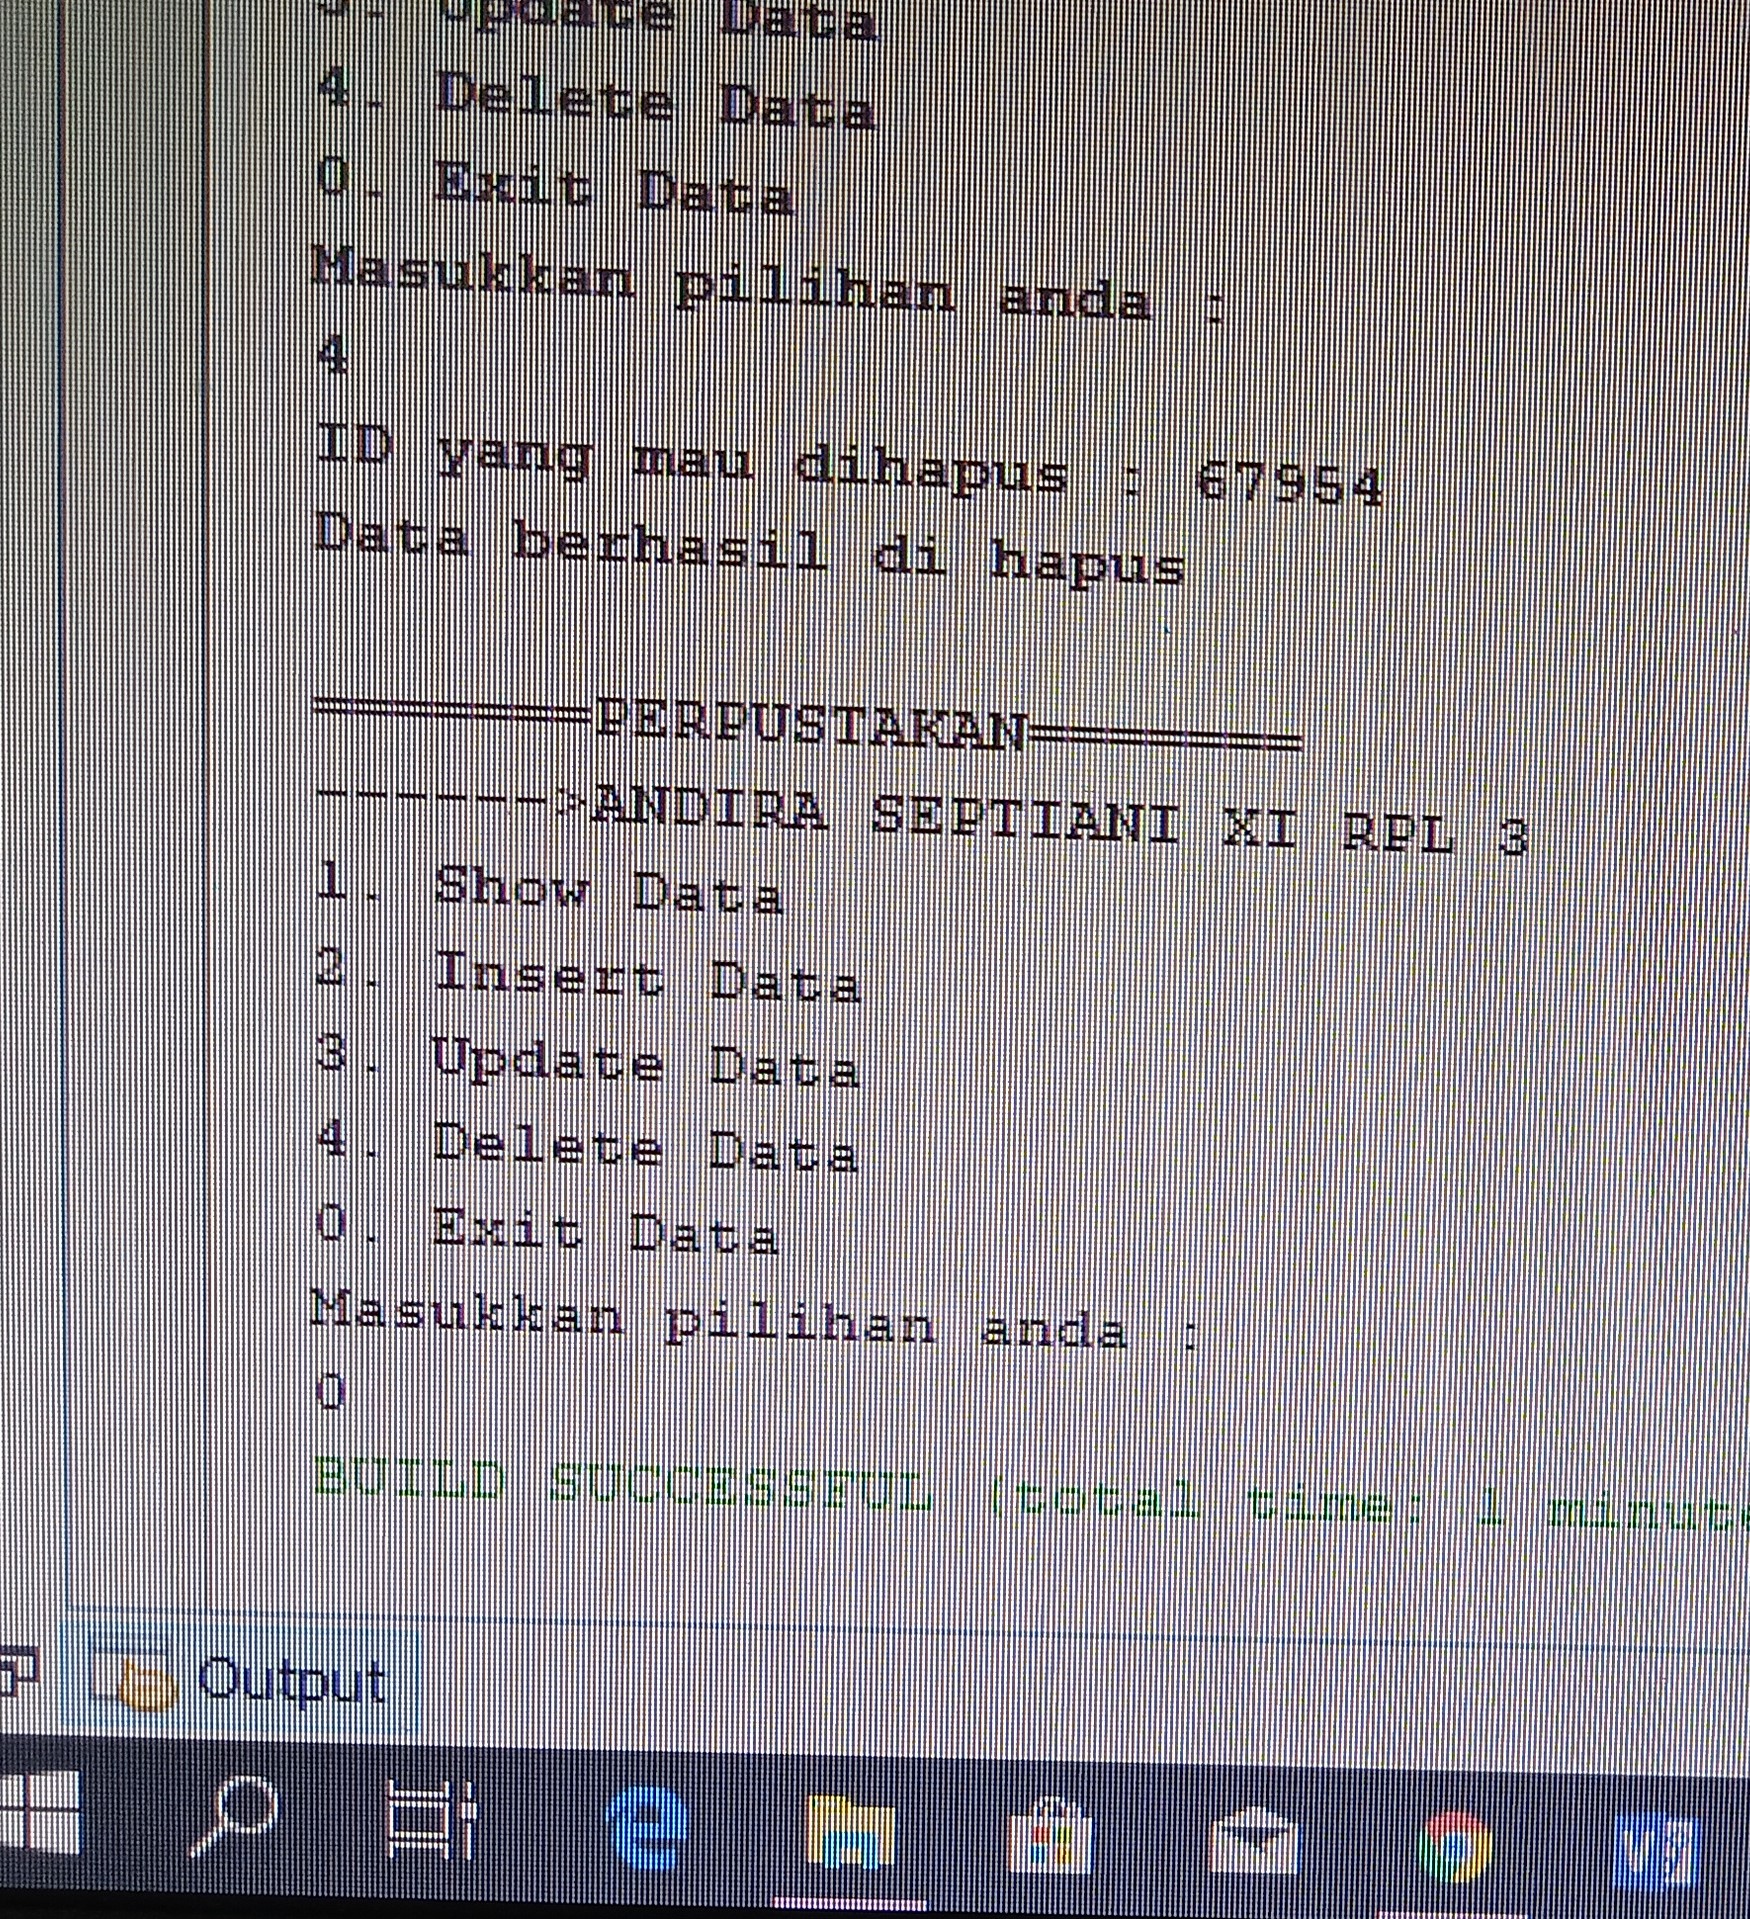 3. Update Data
4. Delete Data
0. Exit Data
Masukkan pilihan anda :
4
ID yang mau dihapus : 67954
Data berhasil di hapus
=======PERPUSTAKAN=======
------>ANDIRA SEPTIANI XI RPL 3
1. Show Data
2. Insert Data
3. Update Data
4. Delete Data
0. Exit Data
Masukkan pilihan anda :
0
BUILD SUCCESSFUL (total time: 1 minute
Output